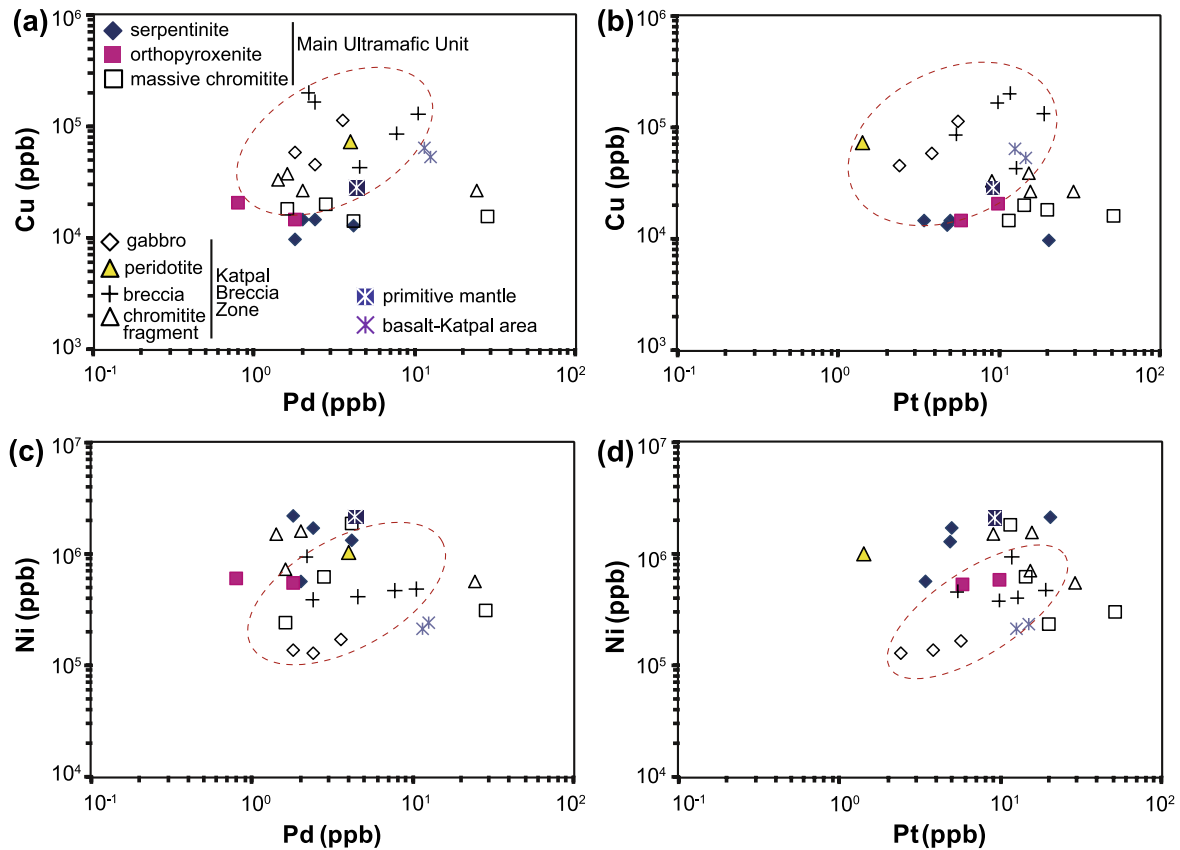 (a)
10⁶
10⁵
10⁴
10³
Cu (ppb)
serpentinite
orthopyroxenite
massive chromitite
Main Ultramafic Unit
gabbro
peridotite
breccia
chromitite
fragment
Katpal
Breccia
Zone
primitive mantle
basalt-Katpal area
10⁻¹ 10⁰ 10¹ 10²
Pd (ppb)
(b)
10⁶
10⁵
10⁴
10³
Cu (ppb)
10⁻¹ 10⁰ 10¹ 10²
Pt (ppb)
(c)
10⁷
10⁶
10⁵
10⁴
Ni (ppb)
10⁻¹ 10⁰ 10¹ 10²
Pd (ppb)
(d)
10⁷
10⁶
10⁵
10⁴
Ni (ppb)
10⁻¹ 10⁰ 10¹ 10²
Pt (ppb)